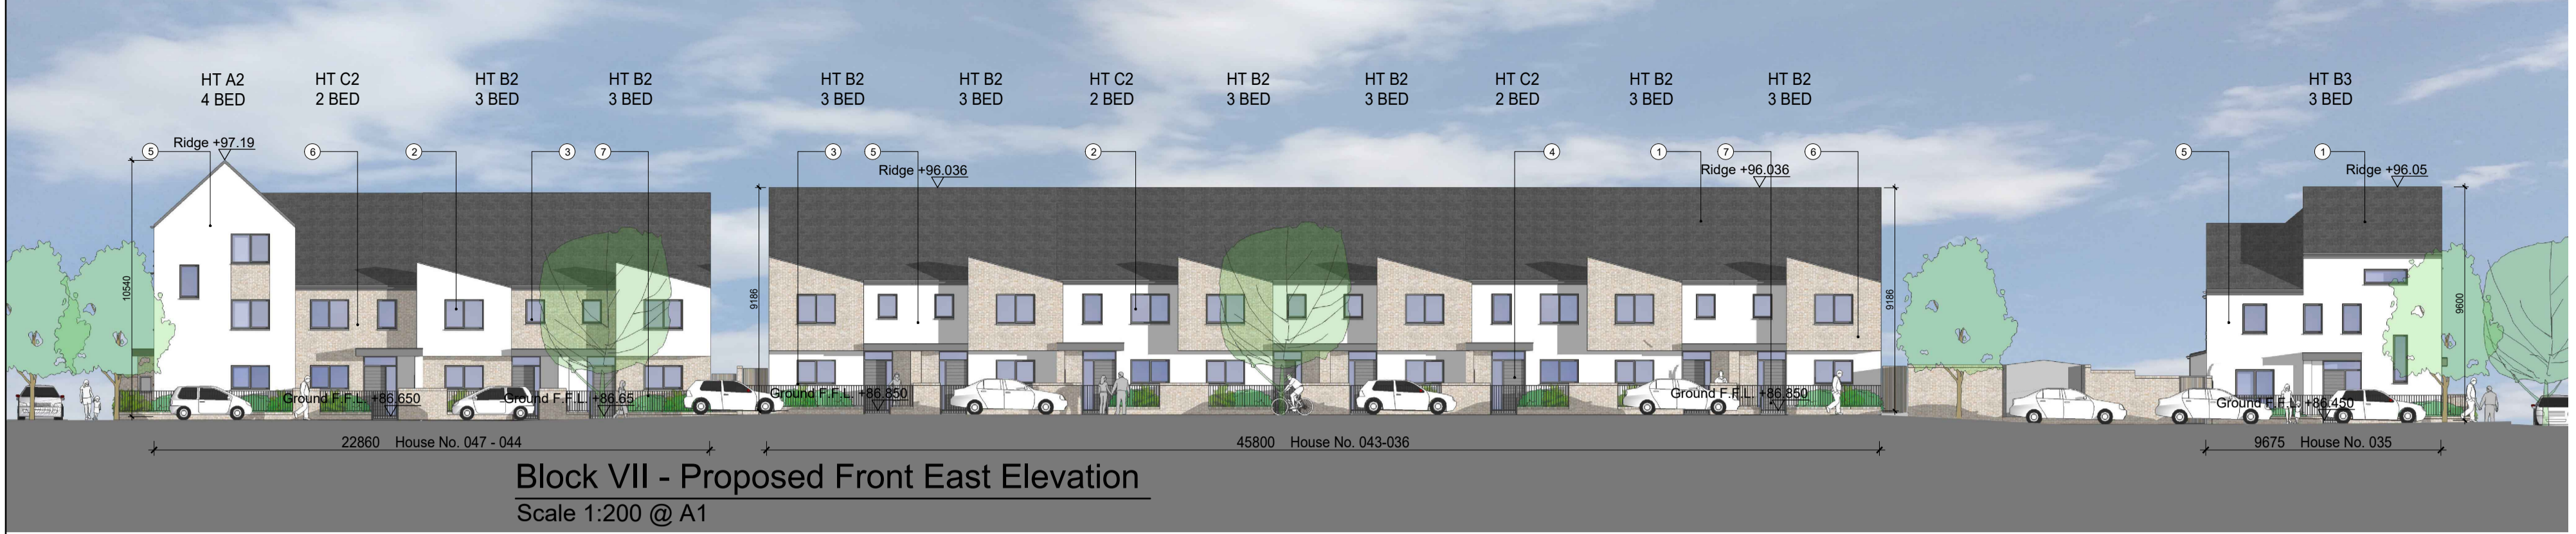 HT A2
4 BED
HT C2
2 BED
HT B2
3 BED
HT B2
3 BED
HT B2
3 BED
HT B2
3 BED
HT C2
2 BED
HT B2
3 BED
HT B2
3 BED
HT C2
2 BED
HT B2
3 BED
HT B2
3 BED
HT B3
3 BED
5
Ridge +97.19
6
2
3
7
3
5
Ridge +96.036
2
4
1
7
Ridge +96.036
6
5
1
Ridge +96.05
10540
9186
9186
9600
Ground F.F.L. +86.650
Ground F.F.L. +86.65
Ground F.F.L. +86.850
Ground F.F.L. +86.850
Ground F.F.L. +86.450
22860 House No. 047 - 044
45800 House No. 043-036
9675 House No. 035
Block VII - Proposed Front East Elevation
Scale 1:200 @ A1